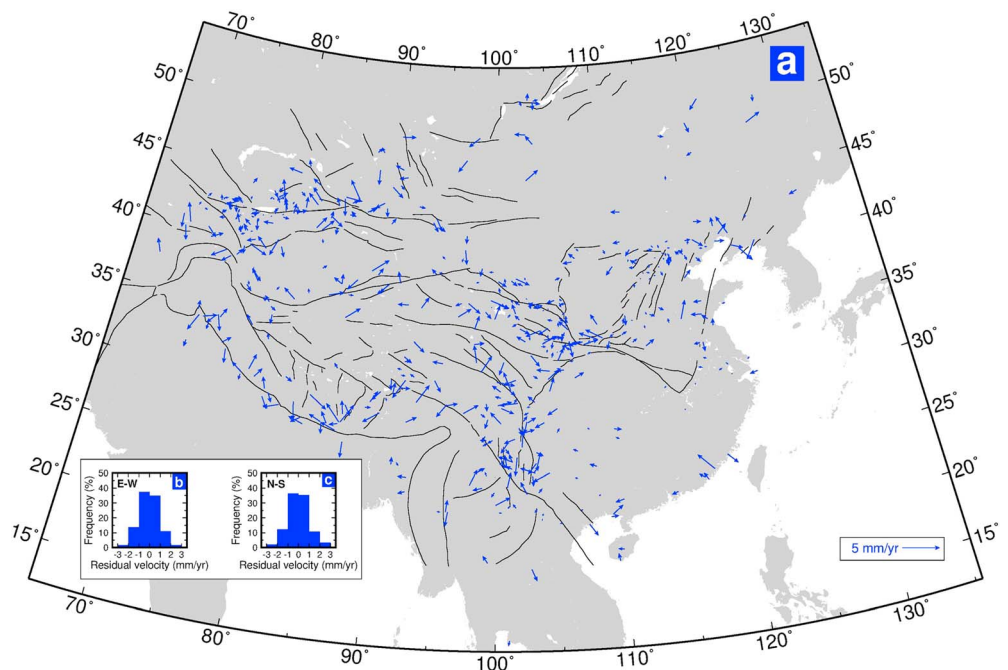 70° 80° 90° 100° 110° 120° 130°
a
50° 50°
45° 45°
40° 40°
35° 35°
30° 30°
25° 25°
20° 20°
15° 15°
E-W b
Frequency (%)
50
40
30
20
10
0
-3 -2 -1 0 1 2 3
Residual velocity (mm/yr)
N-S c
Frequency (%)
50
40
30
20
10
0
-3 -2 -1 0 1 2 3
Residual velocity (mm/yr)
5 mm/yr
70° 80° 90° 100° 110° 120° 130°